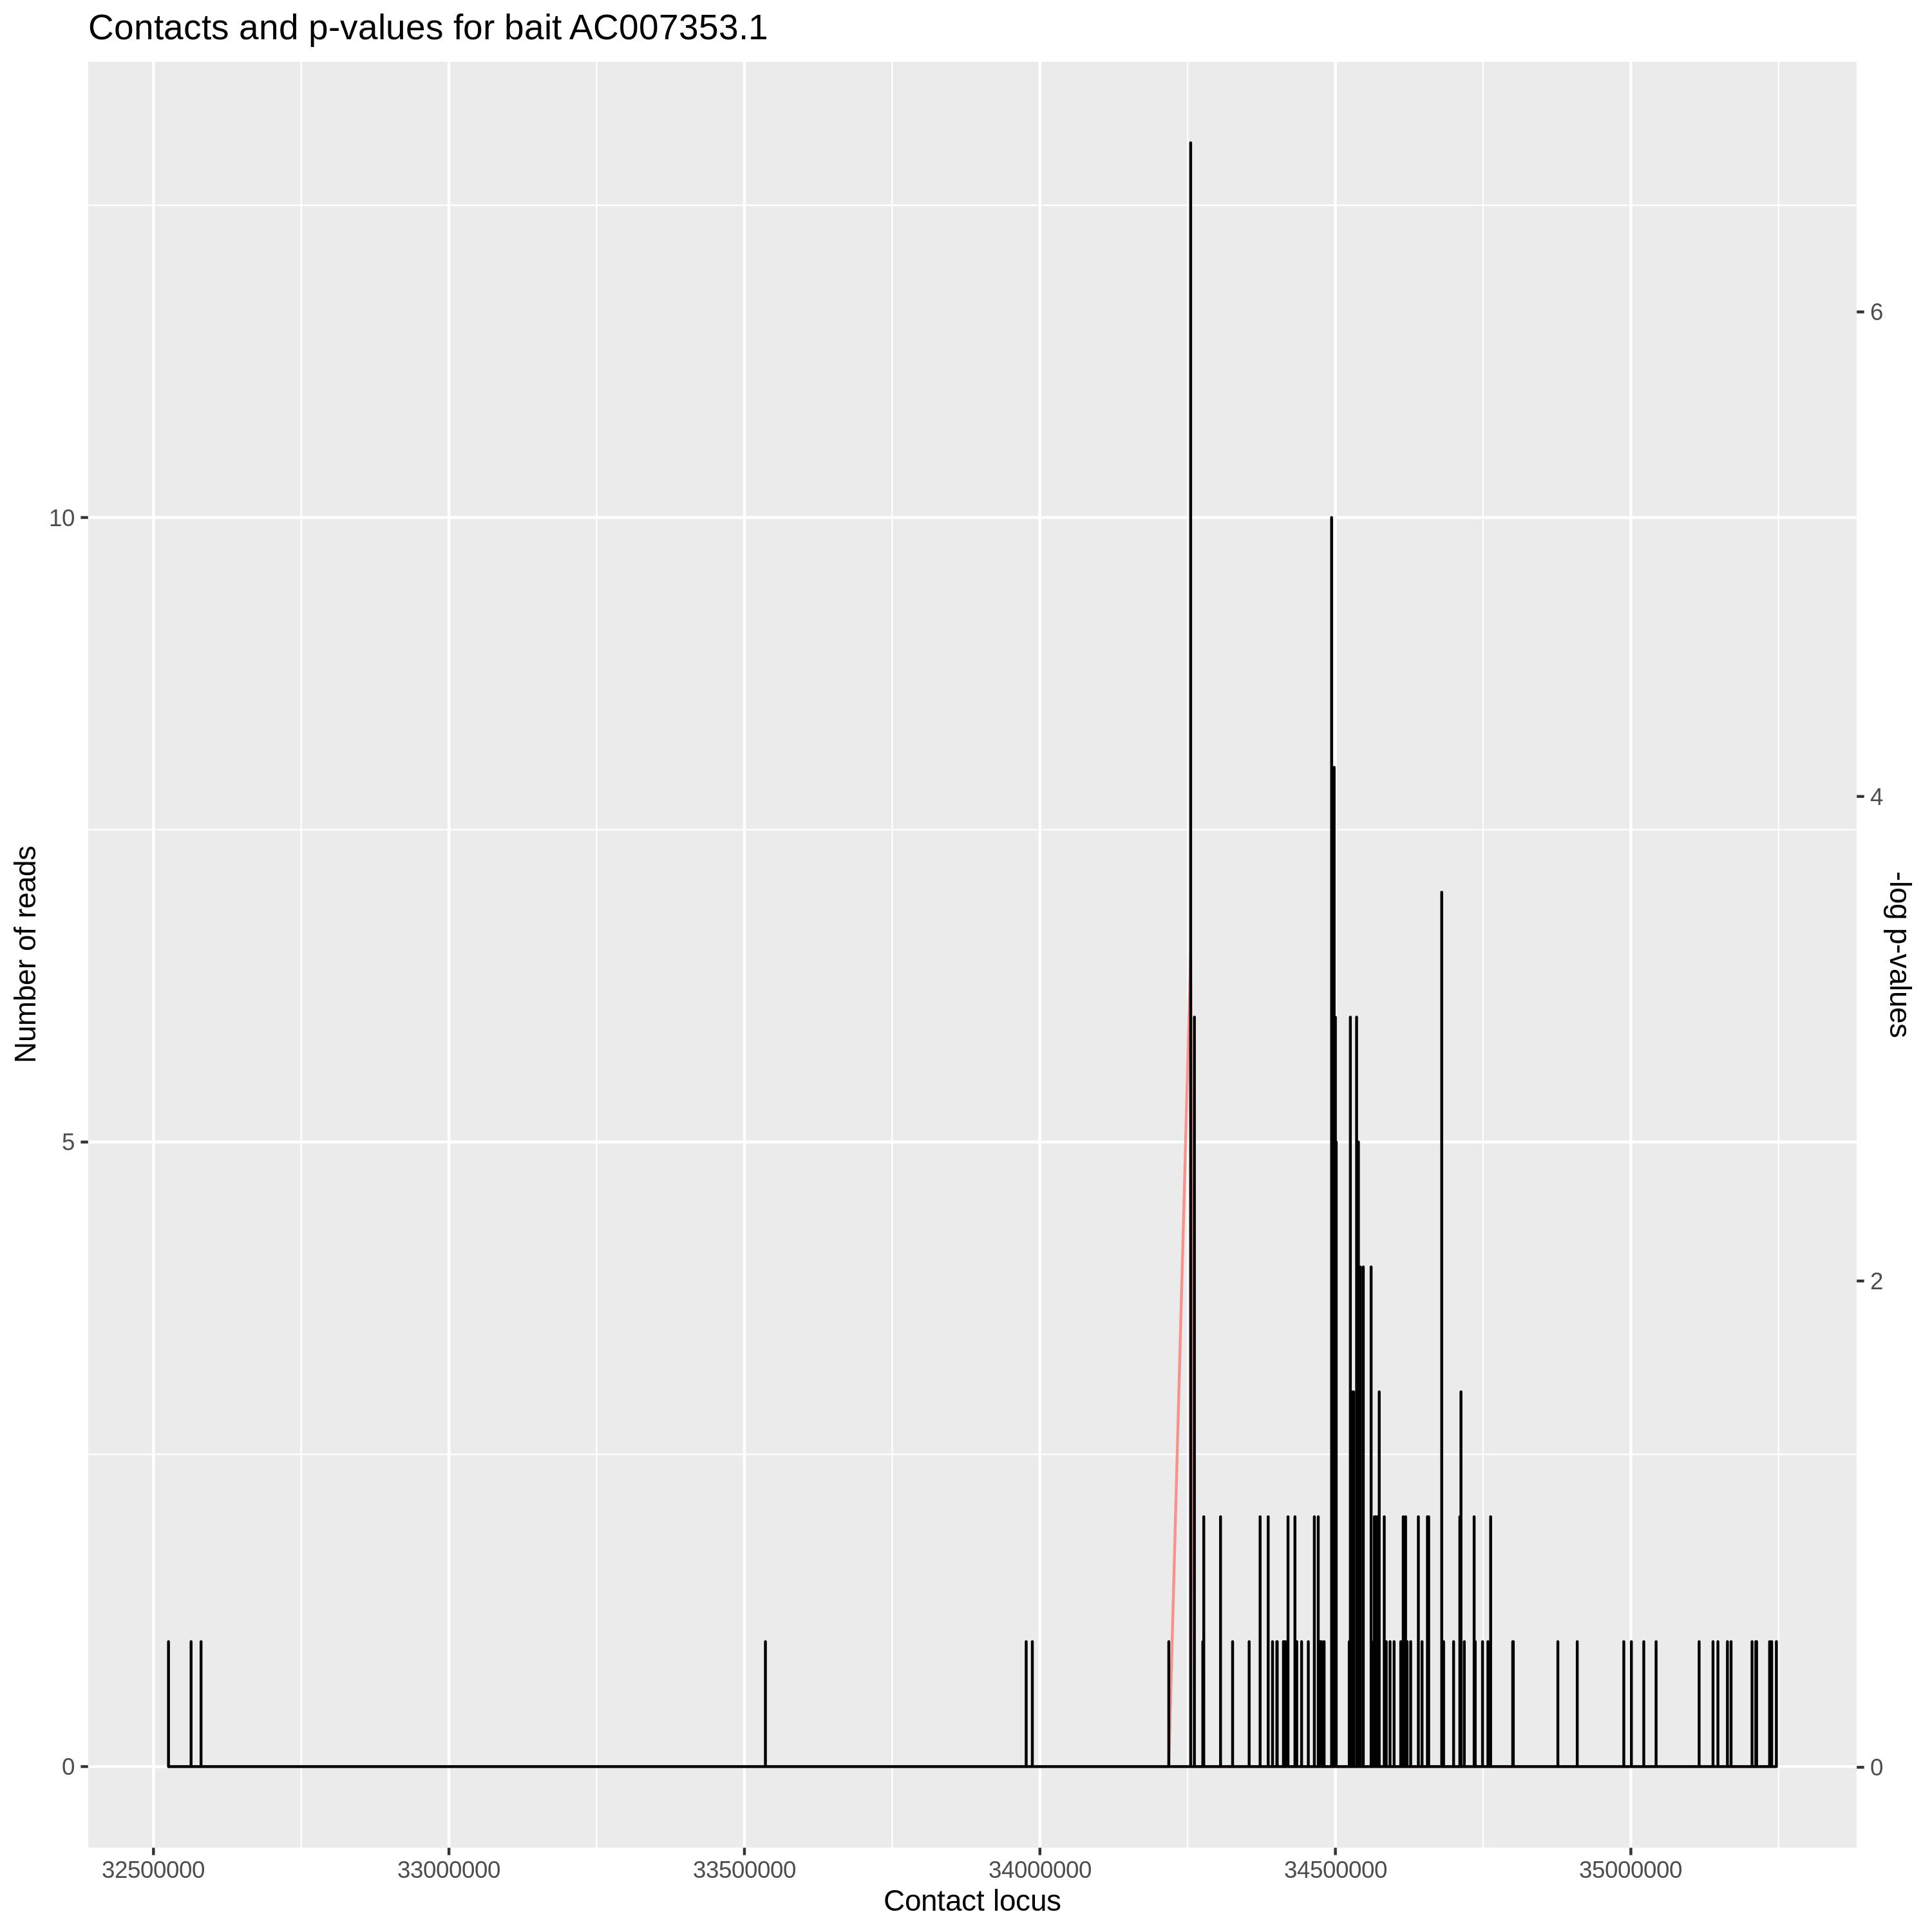 Contacts and p-values for bait AC007353.1
Number of reads
10
5
0
6
4
2
0
-log p-values
32500000 33000000 33500000 34000000 34500000 35000000
Contact locus